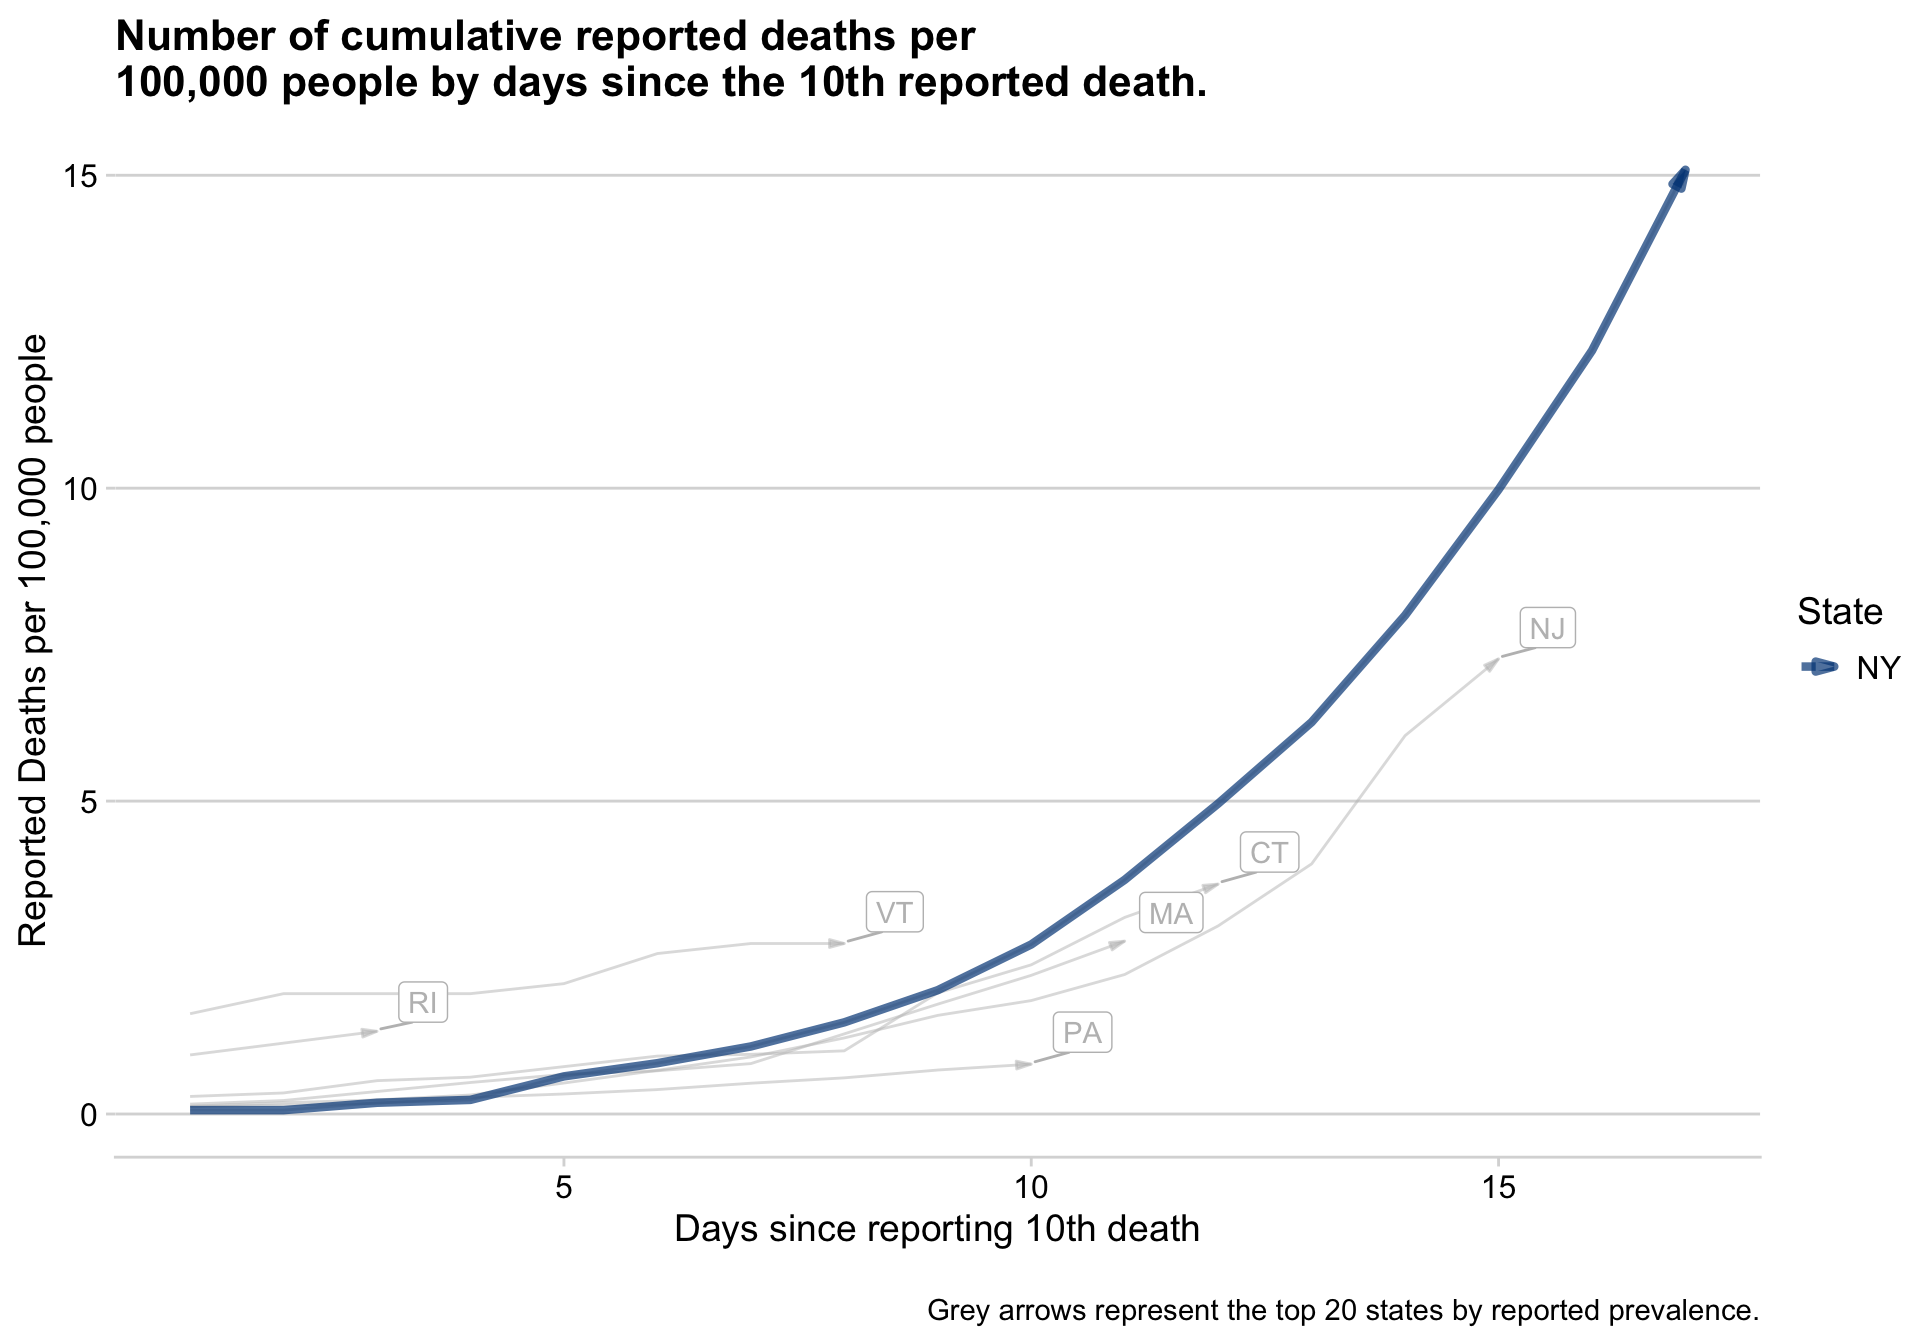 Number of cumulative reported deaths per
100,000 people by days since the 10th reported death.
Reported Deaths per 100,000 people
15
10
5
0
NJ
CT
MA
VT
RI
PA
State
NY
5
10
15
Days since reporting 10th death
Grey arrows represent the top 20 states by reported prevalence.